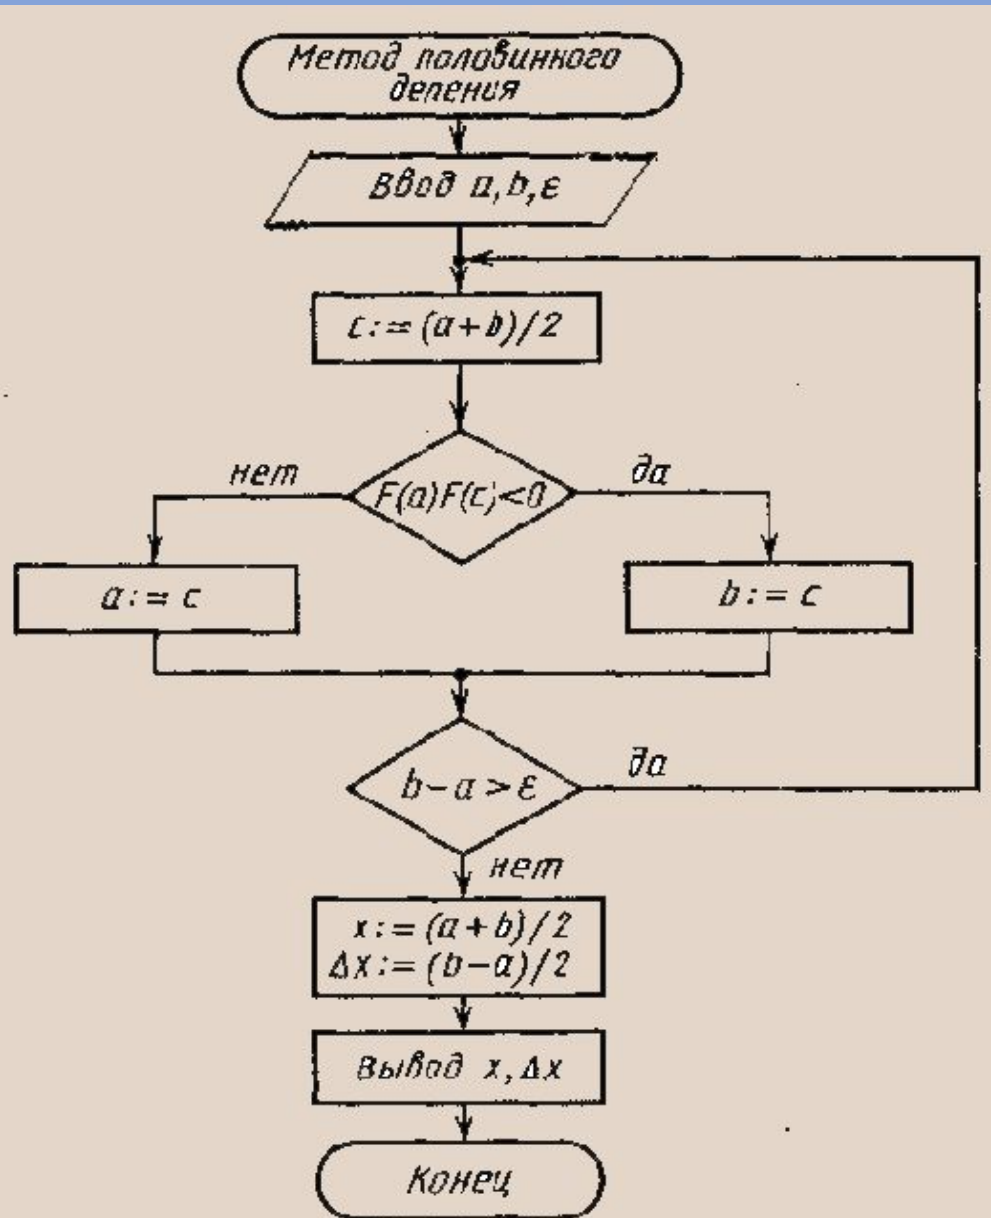 Метод половинного
деления
Ввод a, b, ε
c := (a + b)/2
F(a)F(c)<0
нет
да
a := c
b := c
b − a > ε
да
нет
x := (a + b)/2
Δx := (b − a)/2
Вывод x, Δx
Конец